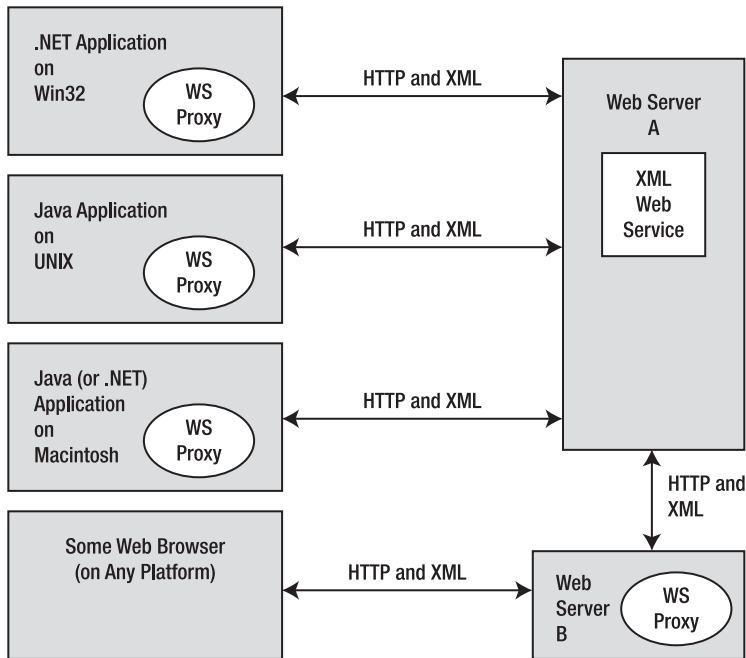 .NET Application
on
Win32
WS
Proxy
HTTP and XML
Web Server
A
XML
Web
Service
Java Application
on
UNIX
WS
Proxy
HTTP and XML
Java (or .NET)
Application
on
Macintosh
WS
Proxy
HTTP and XML
HTTP and
XML
Some Web Browser
(on Any Platform)
HTTP and XML
Web
Server
B
WS
Proxy